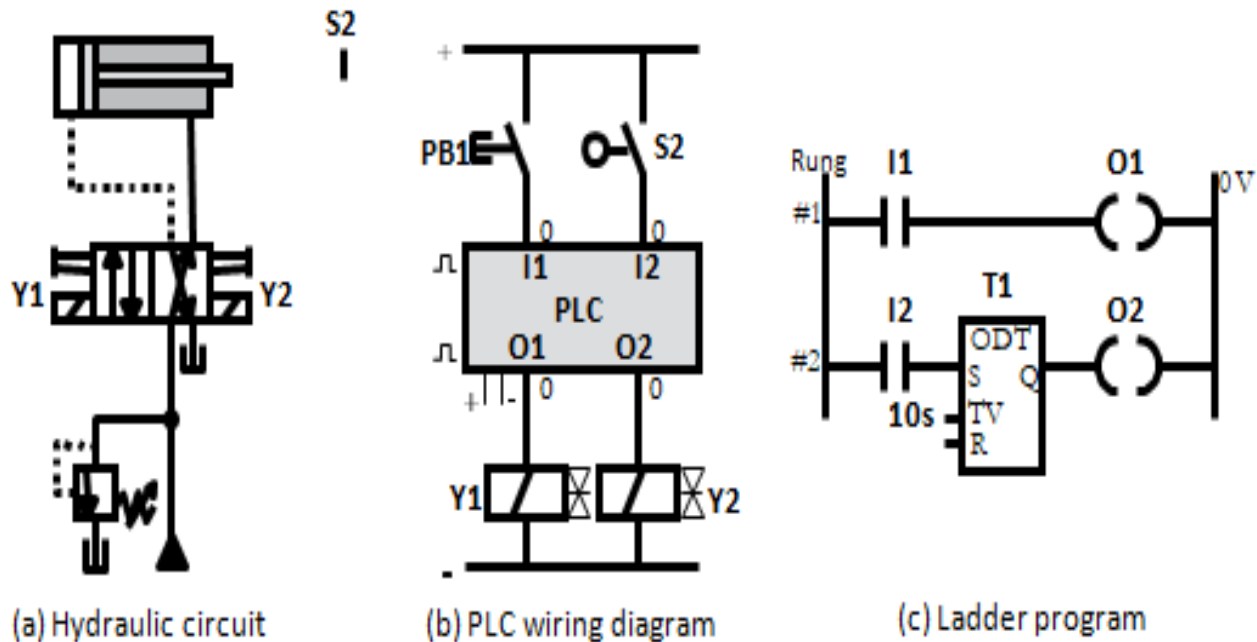 S2
Y1
Y2
(a) Hydraulic circuit
+
PB1
S2
0
0
I1
I2
PLC
O1
O2
+
-
0
0
Y1
Y2
-
(b) PLC wiring diagram
Rung
I1
O1
0 V
#1
T1
I2
O2
ODT
#2
S
Q
10s
TV
R
(c) Ladder program